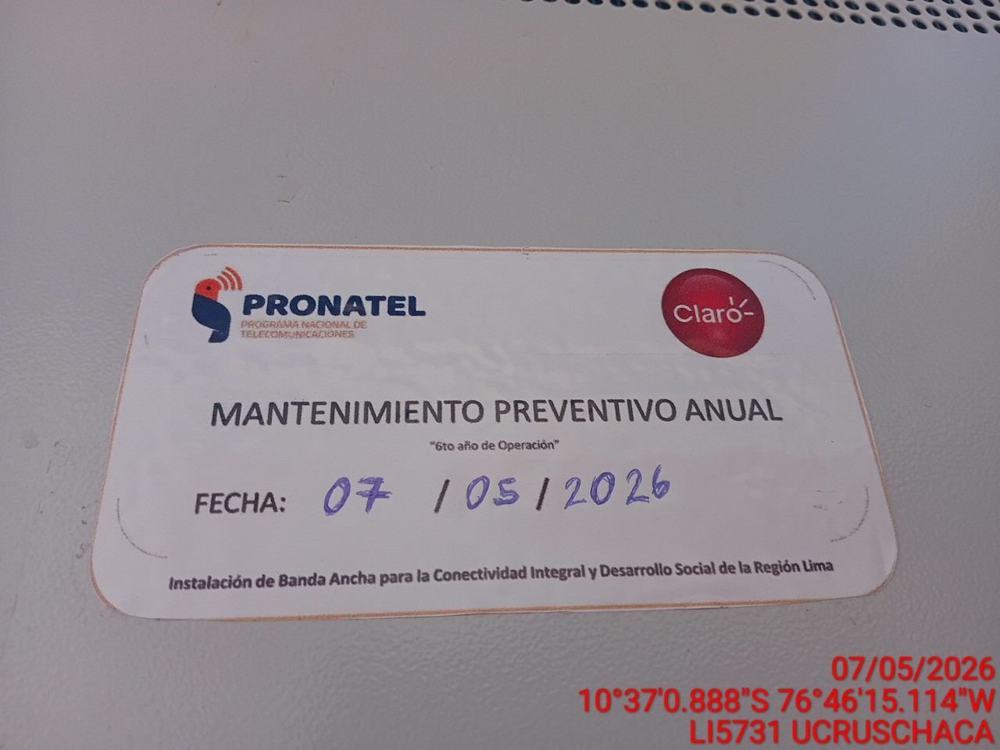 PRONATEL
PROGRAMA NACIONAL DE
TELECOMUNICACIONES
Claro
MANTENIMIENTO PREVENTIVO ANUAL
"6to año de Operación"
FECHA: 07 / 05 / 2026
Instalación de Banda Ancha para la Conectividad Integral y Desarrollo Social de la Región Lima
07/05/2026
10°37'0.888"S 76°46'15.114"W
LI5731 UCRUSCHACA